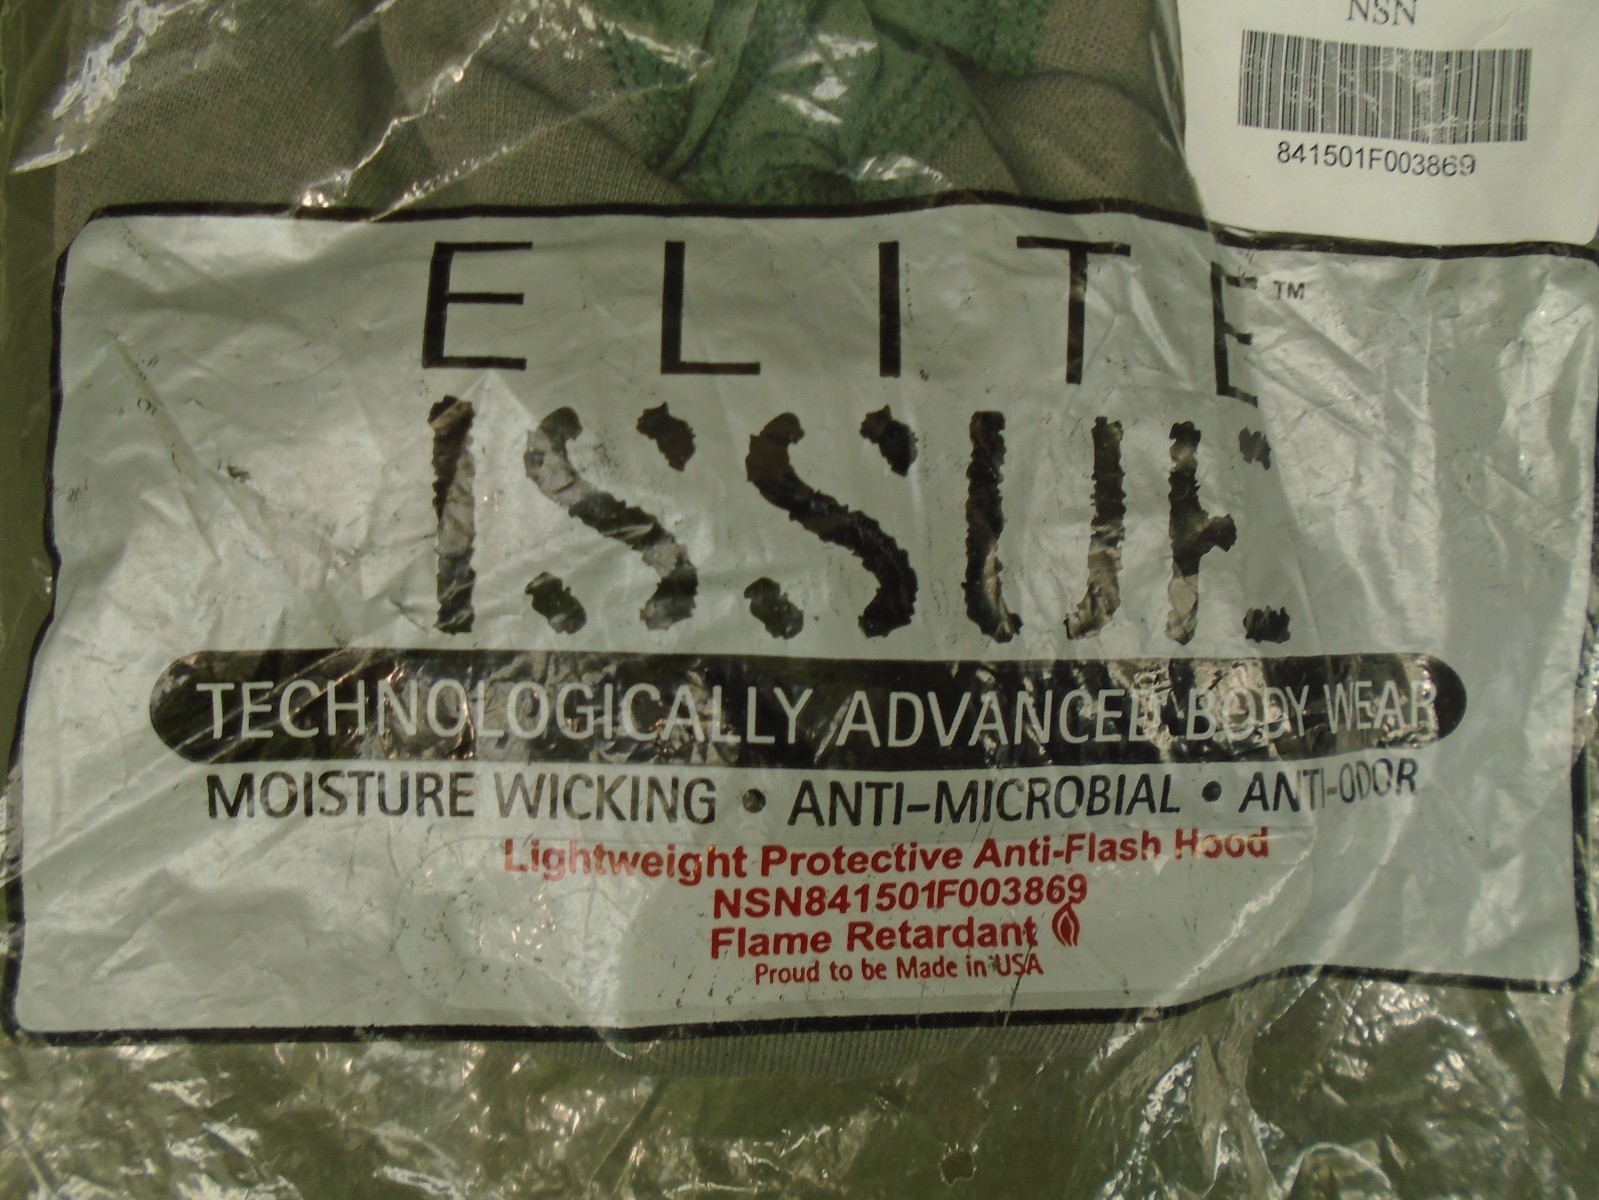 NSN
841501F003869
ELITE™
ISSUE
TECHNOLOGICALLY ADVANCED BODY WEAR
MOISTURE WICKING • ANTI-MICROBIAL • ANTI-ODOR
Lightweight Protective Anti-Flash Hood
NSN841501F003869
Flame Retardant
Proud to be Made in USA